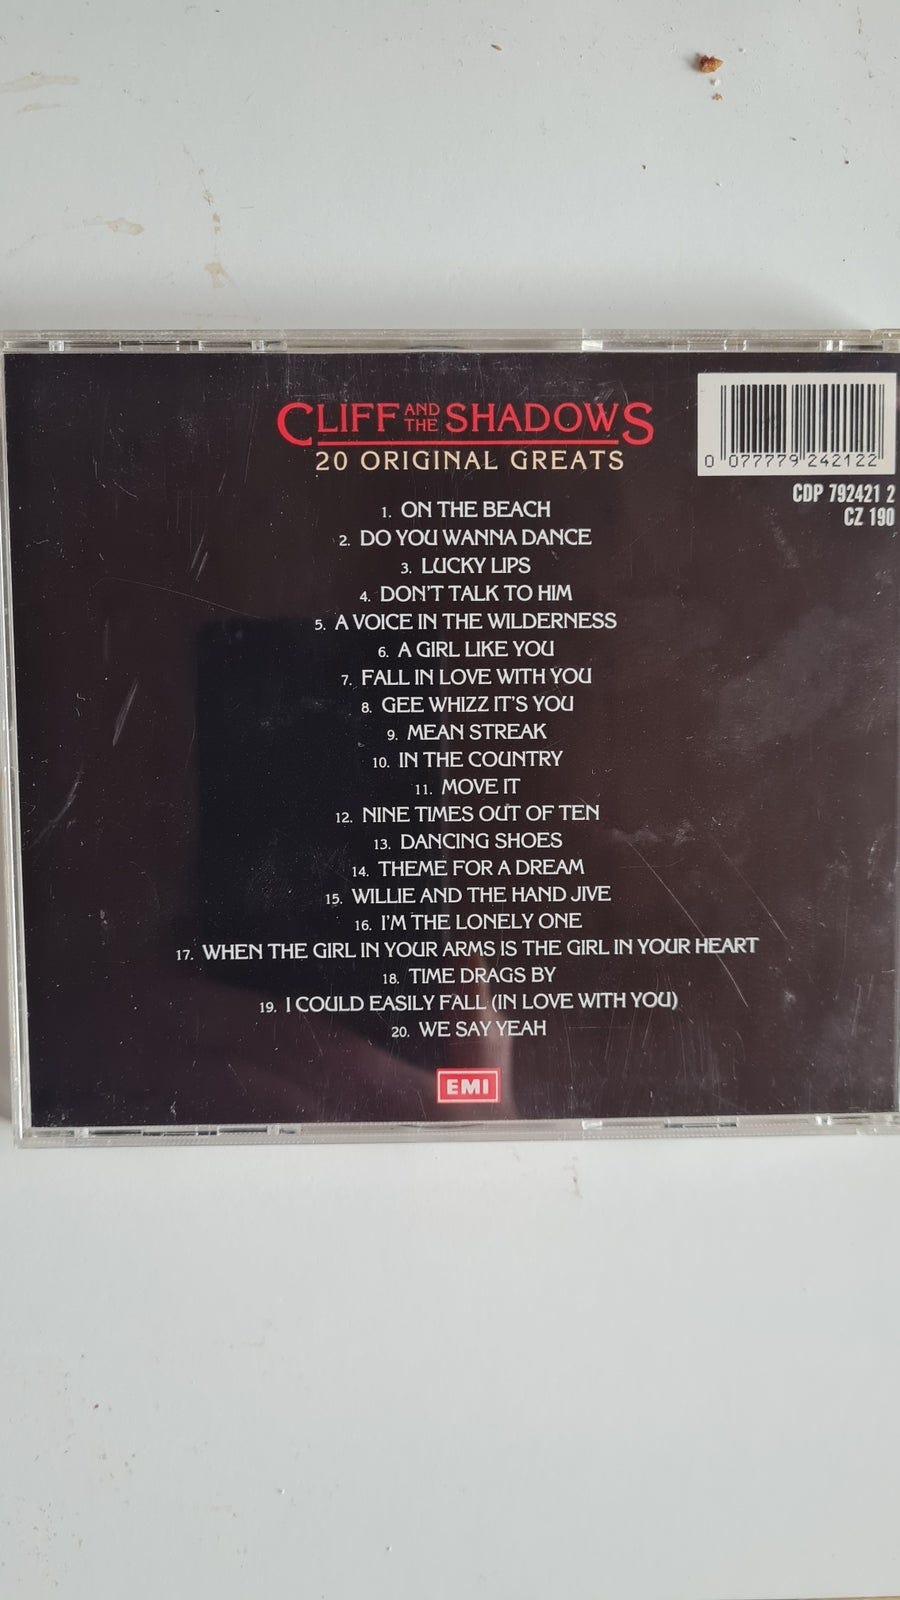 CLIFF AND THE SHADOWS
20 ORIGINAL GREATS
0 077779 242122
CDP 792421 2
CZ 190
1. ON THE BEACH
2. DO YOU WANNA DANCE
3. LUCKY LIPS
4. DON'T TALK TO HIM
5. A VOICE IN THE WILDERNESS
6. A GIRL LIKE YOU
7. FALL IN LOVE WITH YOU
8. GEE WHIZZ IT'S YOU
9. MEAN STREAK
10. IN THE COUNTRY
11. MOVE IT
12. NINE TIMES OUT OF TEN
13. DANCING SHOES
14. THEME FOR A DREAM
15. WILLIE AND THE HAND JIVE
16. I'M THE LONELY ONE
17. WHEN THE GIRL IN YOUR ARMS IS THE GIRL IN YOUR HEART
18. TIME DRAGS BY
19. I COULD EASILY FALL (IN LOVE WITH YOU)
20. WE SAY YEAH
EMI